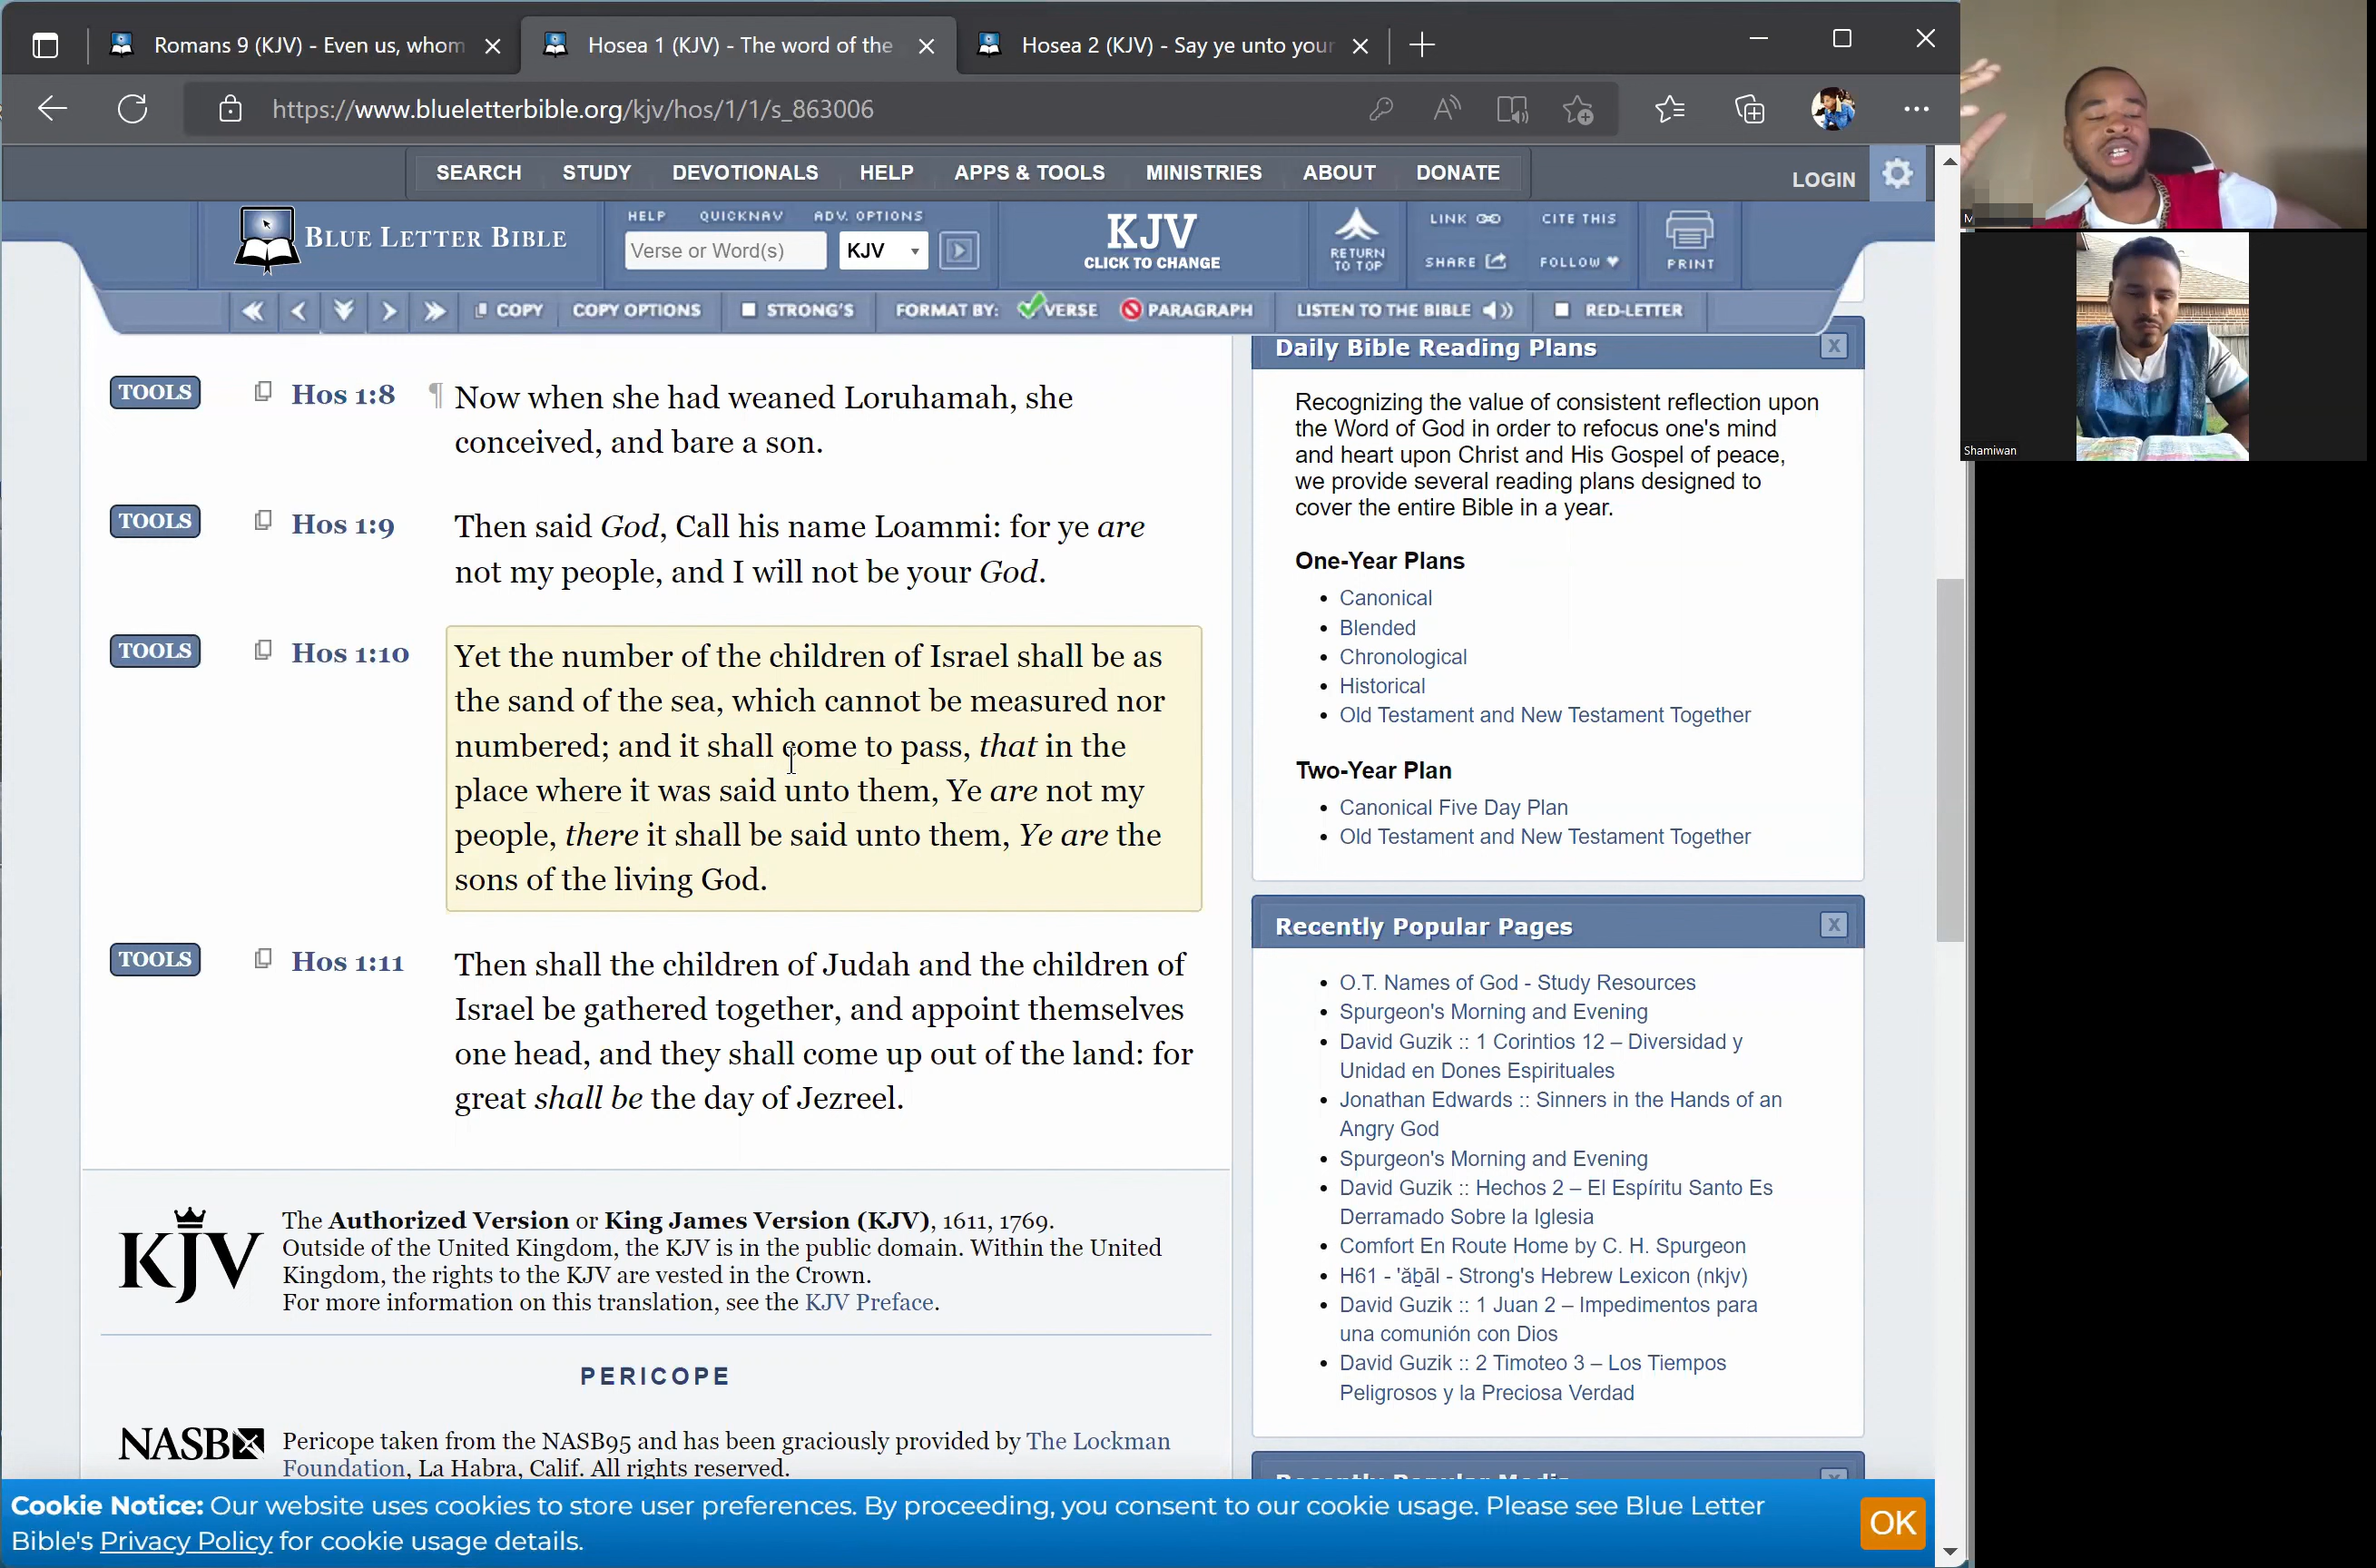 Romans 9 (KJV) - Even us, whom
Hosea 1 (KJV) - The word of the
Hosea 2 (KJV) - Say ye unto your
https://www.blueletterbible.org/kjv/hos/1/1/s_863006
SEARCH STUDY DEVOTIONALS HELP APPS & TOOLS MINISTRIES ABOUT DONATE
LOGIN
BLUE LETTER BIBLE
HELP QUICKNAV ADV. OPTIONS
Verse or Word(s)
KJV
KJV
CLICK TO CHANGE
RETURN
TO TOP
LINK
CITE THIS
SHARE
FOLLOW
PRINT
COPY COPY OPTIONS STRONG'S FORMAT BY: VERSE PARAGRAPH LISTEN TO THE BIBLE RED-LETTER
TOOLS Hos 1:8 ¶ Now when she had weaned Loruhamah, she
conceived, and bare a son.
TOOLS Hos 1:9 Then said God, Call his name Loammi: for ye are
not my people, and I will not be your God.
TOOLS Hos 1:10 Yet the number of the children of Israel shall be as
the sand of the sea, which cannot be measured nor
numbered; and it shall come to pass, that in the
place where it was said unto them, Ye are not my
people, there it shall be said unto them, Ye are the
sons of the living God.
TOOLS Hos 1:11 Then shall the children of Judah and the children of
Israel be gathered together, and appoint themselves
one head, and they shall come up out of the land: for
great shall be the day of Jezreel.
KJV
The Authorized Version or King James Version (KJV), 1611, 1769.
Outside of the United Kingdom, the KJV is in the public domain. Within the United
Kingdom, the rights to the KJV are vested in the Crown.
For more information on this translation, see the KJV Preface.
PERICOPE
NASB
Pericope taken from the NASB95 and has been graciously provided by The Lockman
Foundation, La Habra, Calif. All rights reserved.
Daily Bible Reading Plans
X
Recognizing the value of consistent reflection upon
the Word of God in order to refocus one's mind
and heart upon Christ and His Gospel of peace,
we provide several reading plans designed to
cover the entire Bible in a year.
One-Year Plans
• Canonical
• Blended
• Chronological
• Historical
• Old Testament and New Testament Together
Two-Year Plan
• Canonical Five Day Plan
• Old Testament and New Testament Together
Recently Popular Pages
X
• O.T. Names of God - Study Resources
• Spurgeon's Morning and Evening
• David Guzik :: 1 Corintios 12 – Diversidad y
Unidad en Dones Espirituales
• Jonathan Edwards :: Sinners in the Hands of an
Angry God
• Spurgeon's Morning and Evening
• David Guzik :: Hechos 2 – El Espíritu Santo Es
Derramado Sobre la Iglesia
• Comfort En Route Home by C. H. Spurgeon
• H61 - 'ăḇāl - Strong's Hebrew Lexicon (nkjv)
• David Guzik :: 1 Juan 2 – Impedimentos para
una comunión con Dios
• David Guzik :: 2 Timoteo 3 – Los Tiempos
Peligrosos y la Preciosa Verdad
Recently Popular Media
X
Cookie Notice: Our website uses cookies to store user preferences. By proceeding, you consent to our cookie usage. Please see Blue Letter
Bible's Privacy Policy for cookie usage details.
OK
M
Shamiwan